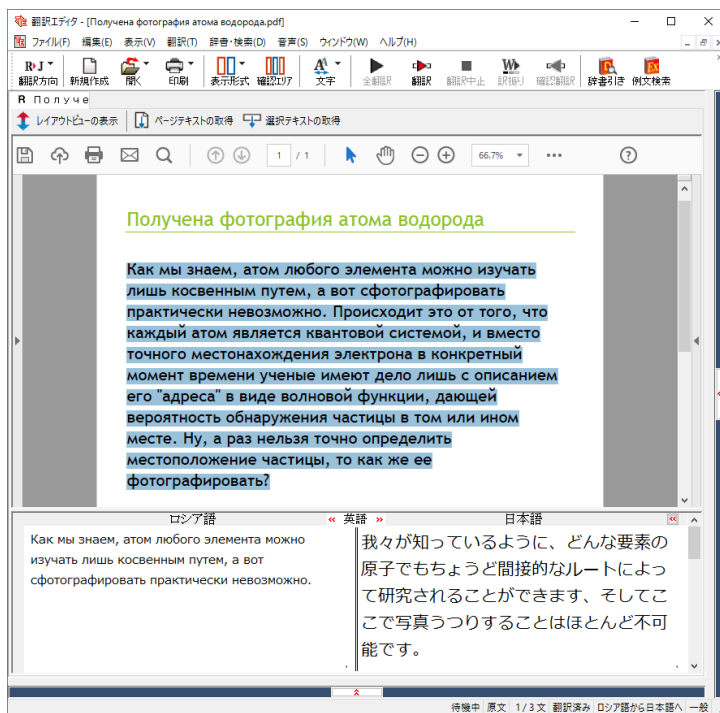 翻訳エディタ - [Получена фотография атома водорода.pdf]
ファイル(F) 編集(E) 表示(V) 翻訳(T) 辞書・検索(D) 音声(S) ウィンドウ(W) ヘルプ(H)
R J
翻訳方向 新規作成 開く 印刷 表示形式 確認エリア 文字 全翻訳 翻訳 翻訳中止 訳振り 確認翻訳 辞書引き 例文検索
R Получе
レイアウトビューの表示 ページテキストの取得 選択テキストの取得
1 / 1 66.7%
Получена фотография атома водорода
Как мы знаем, атом любого элемента можно изучать
лишь косвенным путем, а вот сфотографировать
практически невозможно. Происходит это от того, что
каждый атом является квантовой системой, и вместо
точного местонахождения электрона в конкретный
момент времени ученые имеют дело лишь с описанием
его "адреса" в виде волновой функции, дающей
вероятность обнаружения частицы в том или ином
месте. Ну, а раз нельзя точно определить
местоположение частицы, то как же ее
фотографировать?
ロシア語 « 英語 » 日本語 «
Как мы знаем, атом любого элемента можно
изучать лишь косвенным путем, а вот
сфотографировать практически невозможно.
我々が知っているように、どんな要素の
原子でもちょうど間接的なルートによっ
て研究されることができます、そしてこ
こで写真うつりすることはほとんど不可
能です。
待機中 原文 1/3文 翻訳済み ロシア語から日本語へ 一般